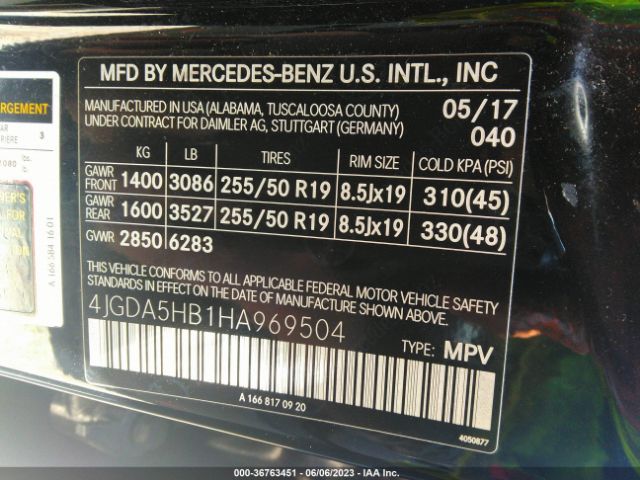 MFD BY MERCEDES-BENZ U.S. INTL., INC
MANUFACTURED IN USA (ALABAMA, TUSCALOOSA COUNTY) 05/17
UNDER CONTRACT FOR DAIMLER AG, STUTTGART (GERMANY) 040
KG LB TIRES RIM SIZE COLD KPA (PSI)
GAWR FRONT 1400 3086 255/50 R19 8.5Jx19 310(45)
GAWR REAR 1600 3527 255/50 R19 8.5Jx19 330(48)
GVWR 2850 6283
THIS VEHICLE CONFORMS TO ALL APPLICABLE FEDERAL MOTOR VEHICLE SAFETY
STANDARDS IN EFFECT ON THE DATE OF MANUFACTURE SHOWN ABOVE.
4JGDA5HB1HA969504
TYPE: MPV
A 166 817 09 20
4050877
A 166 584 16 01
000-36763451 - 06/06/2023 - IAA Inc.